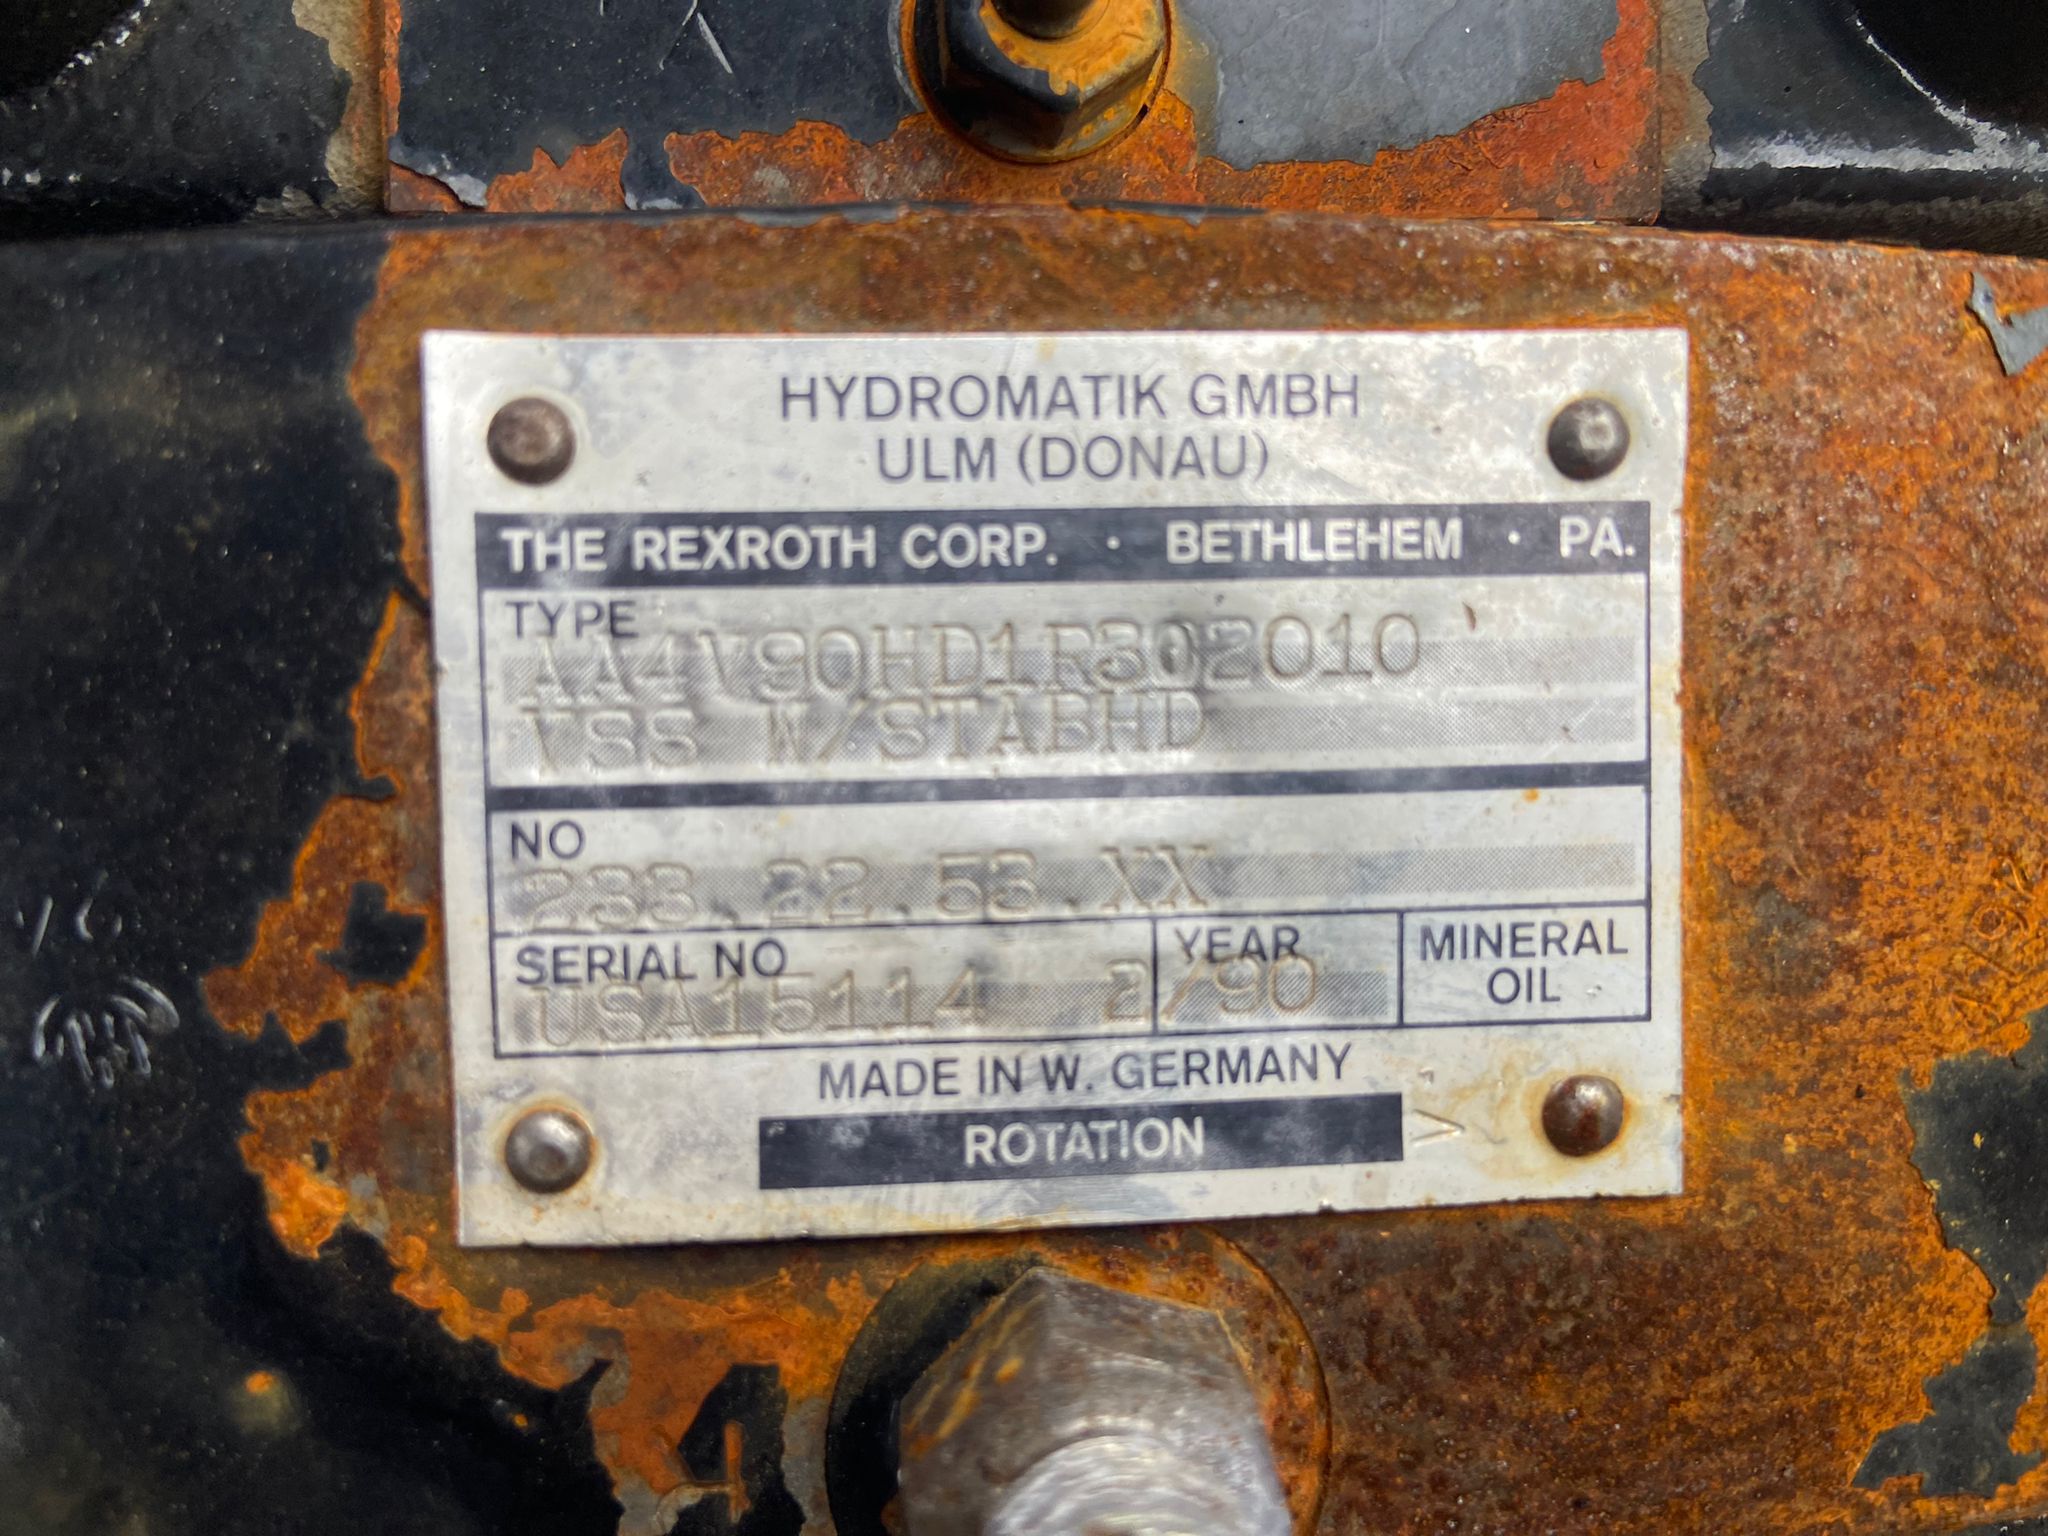 HYDROMATIK GMBH
ULM (DONAU)
THE REXROTH CORP. · BETHLEHEM · PA.
TYPE
AA4V90HD1R302O10
VSS W/STABHD
NO
233.22.53.XX
SERIAL NO YEAR MINERAL OIL
USA15114 2/90
MADE IN W. GERMANY
ROTATION >